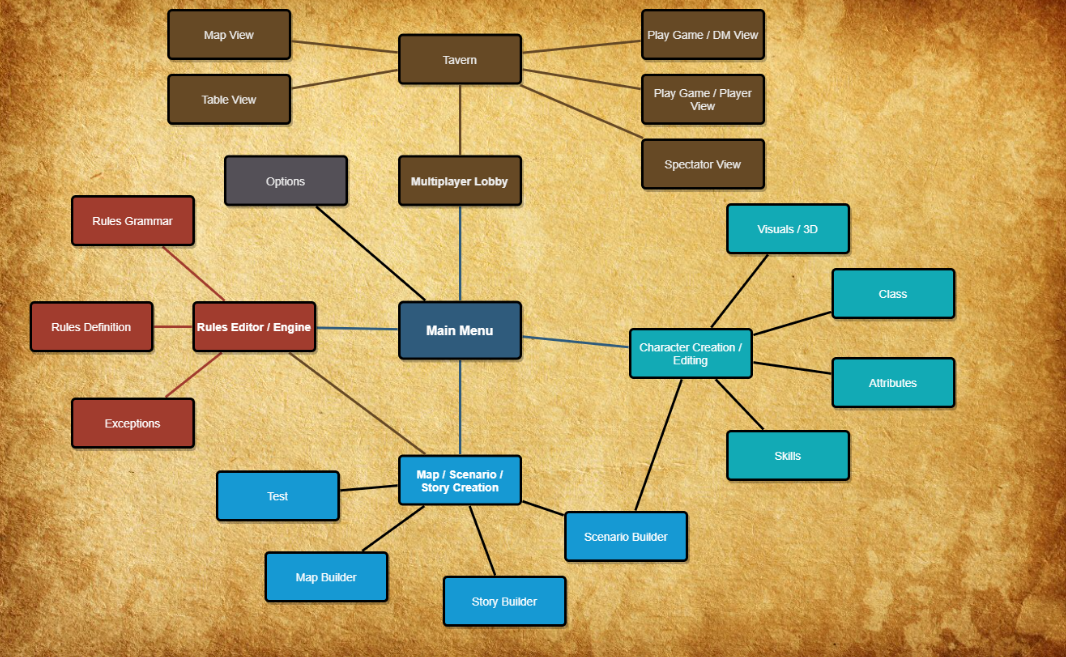 Map View
Tavern
Play Game / DM View
Table View
Play Game / Player
View
Spectator View
Options
Multiplayer Lobby
Rules Grammar
Visuals / 3D
Class
Rules Definition
Rules Editor / Engine
Main Menu
Character Creation /
Editing
Attributes
Exceptions
Skills
Map / Scenario /
Story Creation
Test
Scenario Builder
Map Builder
Story Builder